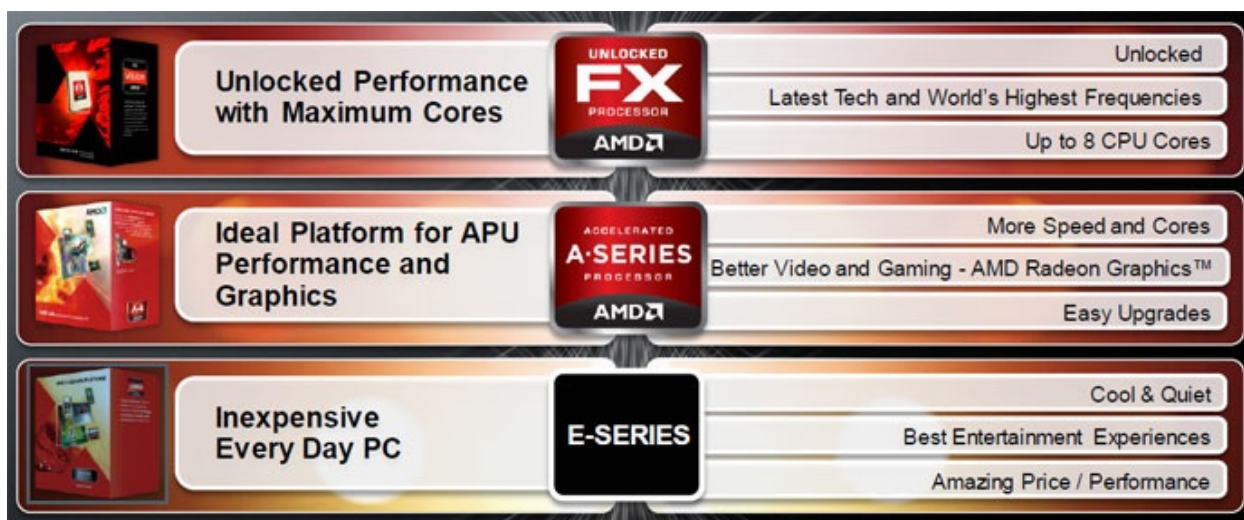 Unlocked Performance
with Maximum Cores
UNLOCKED
FX
PROCESSOR
AMD
Unlocked
Latest Tech and World's Highest Frequencies
Up to 8 CPU Cores
Ideal Platform for APU
Performance and
Graphics
ACCELERATED
A-SERIES
PROCESSOR
AMD
More Speed and Cores
Better Video and Gaming - AMD Radeon Graphics™
Easy Upgrades
Inexpensive
Every Day PC
E-SERIES
Cool & Quiet
Best Entertainment Experiences
Amazing Price / Performance